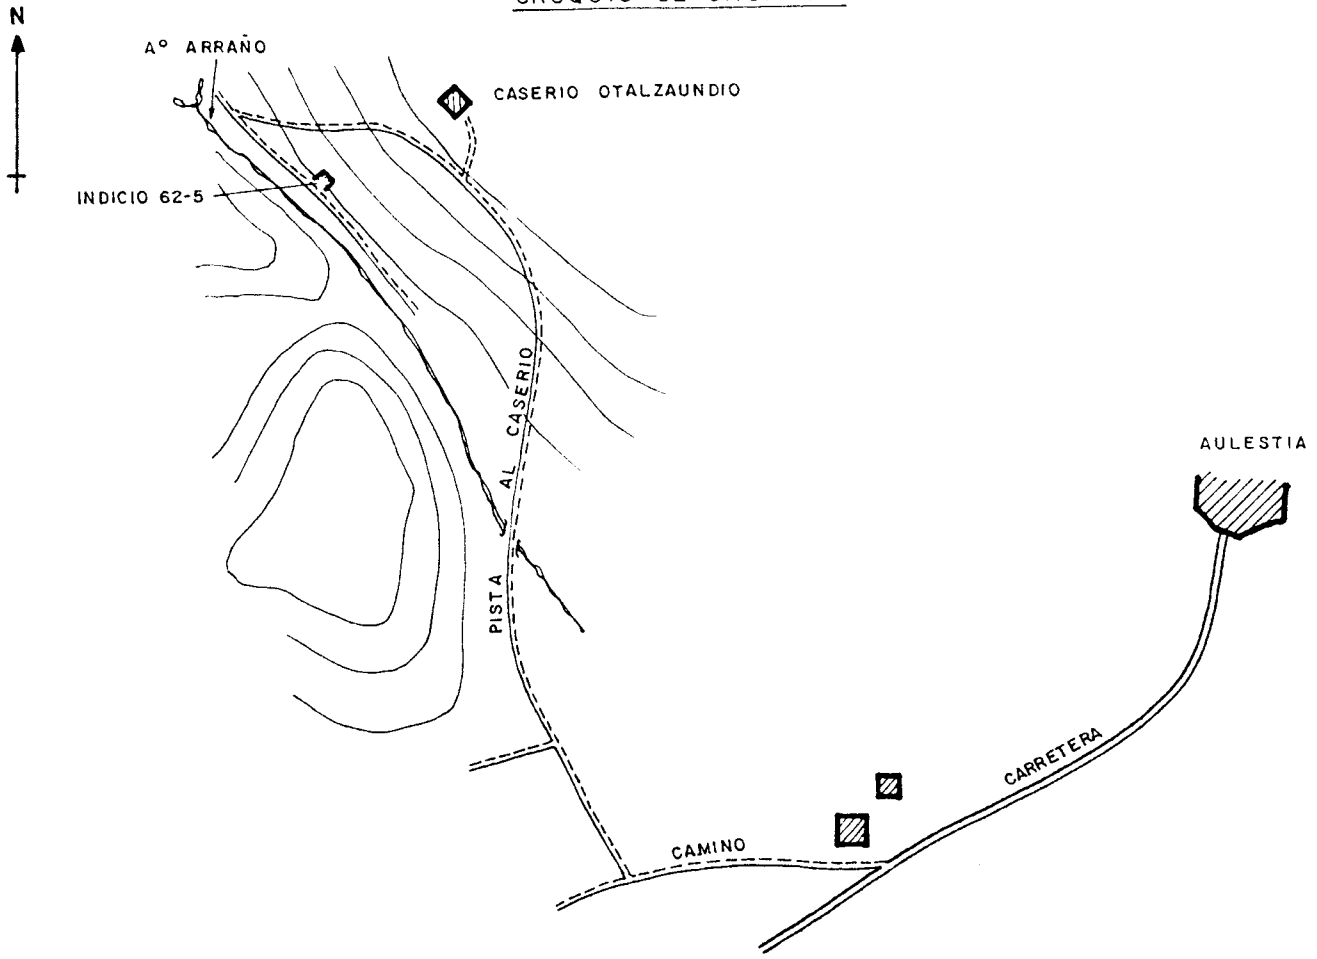 N
Aº ARRAÑO
CASERIO OTALZAUNDIO
INDICIO 62-5
PISTA AL CASERIO
AULESTIA
CARRETERA
CAMINO